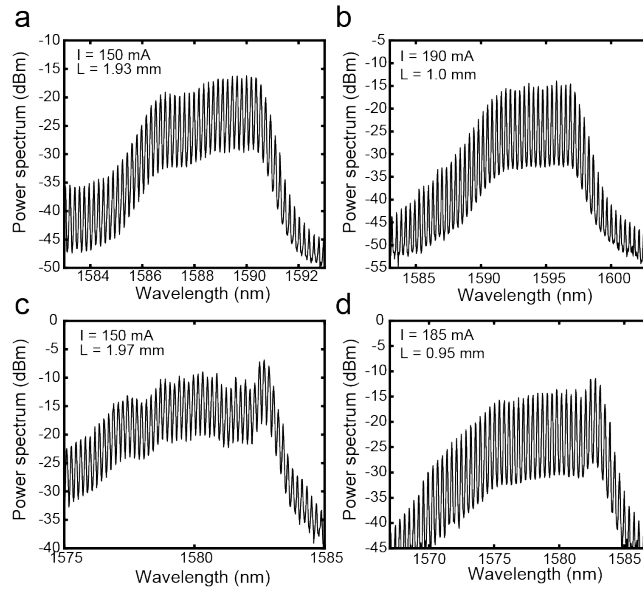 a
I = 150 mA
L = 1.93 mm
Power spectrum (dBm)
-10
-15
-20
-25
-30
-35
-40
-45
-50
1584 1586 1588 1590 1592
Wavelength (nm)
b
I = 190 mA
L = 1.0 mm
Power spectrum (dBm)
-5
-10
-15
-20
-25
-30
-35
-40
-45
-50
-55
1585 1590 1595 1600
Wavelength (nm)
c
I = 150 mA
L = 1.97 mm
Power spectrum (dBm)
0
-5
-10
-15
-20
-25
-30
-35
-40
1575 1580 1585
Wavelength (nm)
d
I = 185 mA
L = 0.95 mm
Power spectrum (dBm)
0
-5
-10
-15
-20
-25
-30
-35
-40
-45
1570 1575 1580 1585
Wavelength (nm)